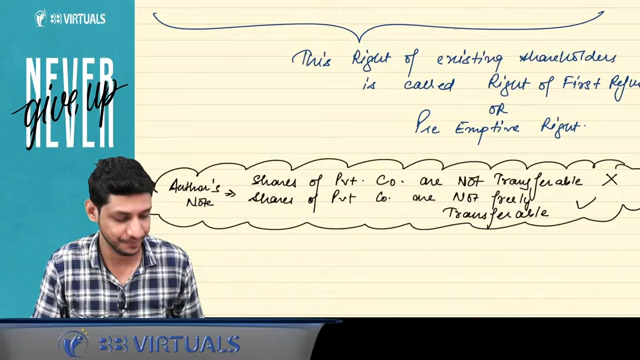 BB VIRTUALS
NEVER
give up
NEVER
This Right of existing shareholders
is called Right of First Refu
OR
Pre Emptive Right.
Author's Note => Shares of Pvt. Co. are Not Transferable X
Shares of Pvt Co. are Not freely ✓
Transferable
BB VIRTUALS